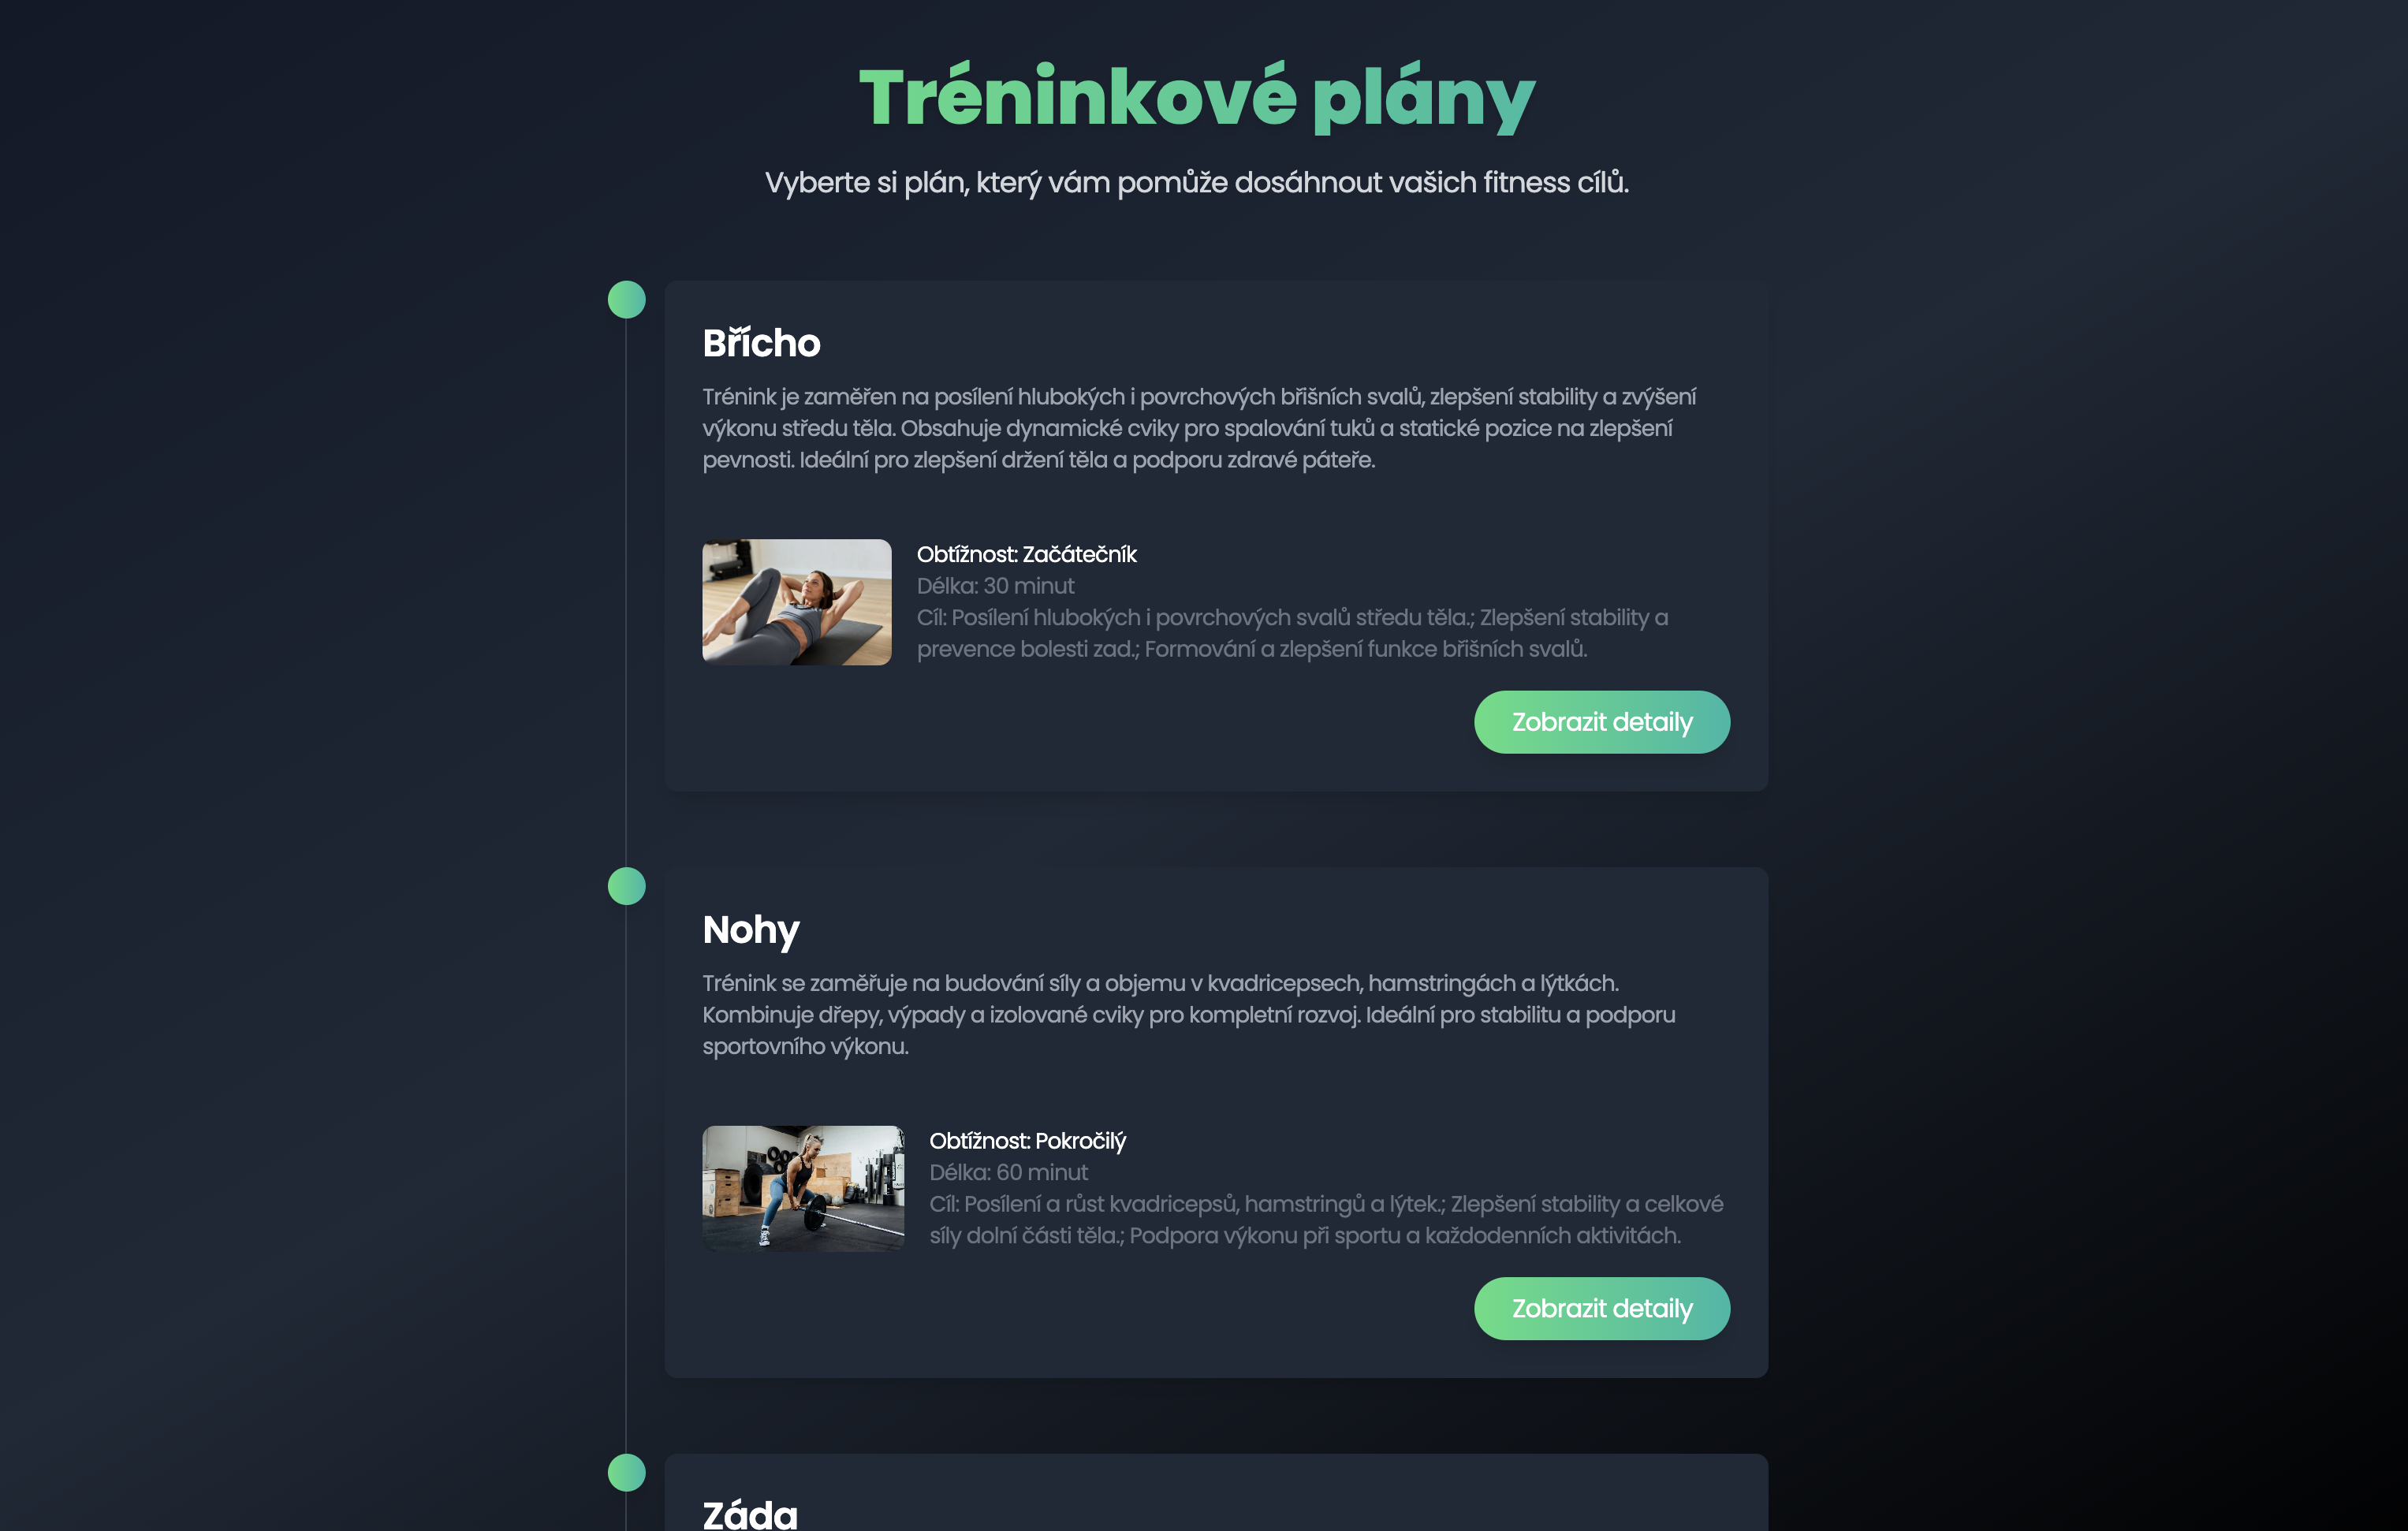 Tréninkové plány
Vyberte si plán, který vám pomůže dosáhnout vašich fitness cílů.
Břícho
Trénink je zaměřen na posílení hlubokých i povrchových břišních svalů, zlepšení stability a zvýšení
výkonu středu těla. Obsahuje dynamické cviky pro spalování tuků a statické pozice na zlepšení
pevnosti. Ideální pro zlepšení držení těla a podporu zdravé páteře.
Obtížnost: Začátečník
Délka: 30 minut
Cíl: Posílení hlubokých i povrchových svalů středu těla.; Zlepšení stability a
prevence bolesti zad.; Formování a zlepšení funkce břišních svalů.
Zobrazit detaily
Nohy
Trénink se zaměřuje na budování síly a objemu v kvadricepsech, hamstringách a lýtkách.
Kombinuje dřepy, výpady a izolované cviky pro kompletní rozvoj. Ideální pro stabilitu a podporu
sportovního výkonu.
Obtížnost: Pokročilý
Délka: 60 minut
Cíl: Posílení a růst kvadricepsů, hamstringů a lýtek.; Zlepšení stability a celkové
síly dolní části těla.; Podpora výkonu při sportu a každodenních aktivitách.
Zobrazit detaily
Záda